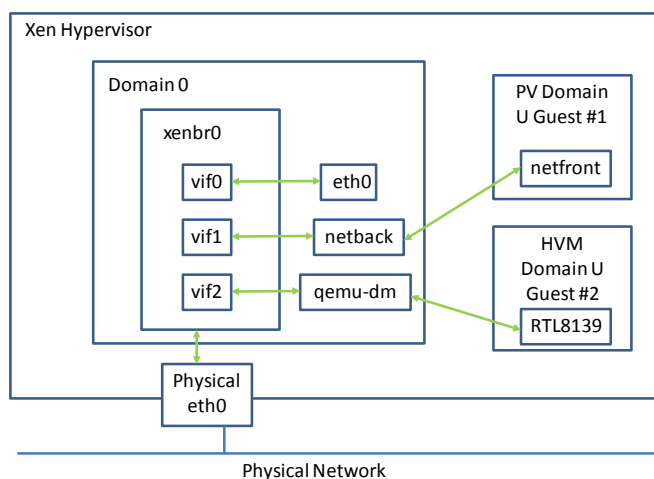 Xen Hypervisor
Domain 0
xenbr0
vif0
eth0
vif1
netback
vif2
qemu-dm
PV Domain
U Guest #1
netfront
HVM
Domain U
Guest #2
RTL8139
Physical
eth0
Physical Network